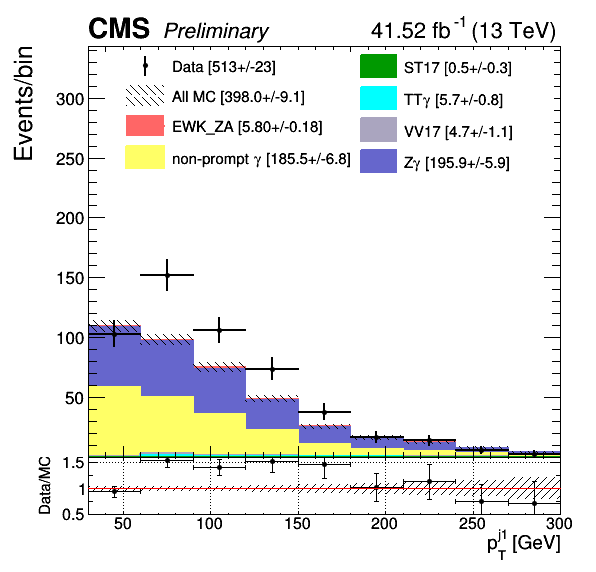 CMS Preliminary 41.52 fb⁻¹ (13 TeV)
Events/bin
Data [513+/-23]
All MC [398.0+/-9.1]
EWK_ZA [5.80+/-0.18]
non-prompt γ [185.5+/-6.8]
ST17 [0.5+/-0.3]
TTγ [5.7+/-0.8]
VV17 [4.7+/-1.1]
Zγ [195.9+/-5.9]
300
250
200
150
100
50
Data/MC
1.5
1
0.5
50 100 150 200 250 300
p_T^j1 [GeV]